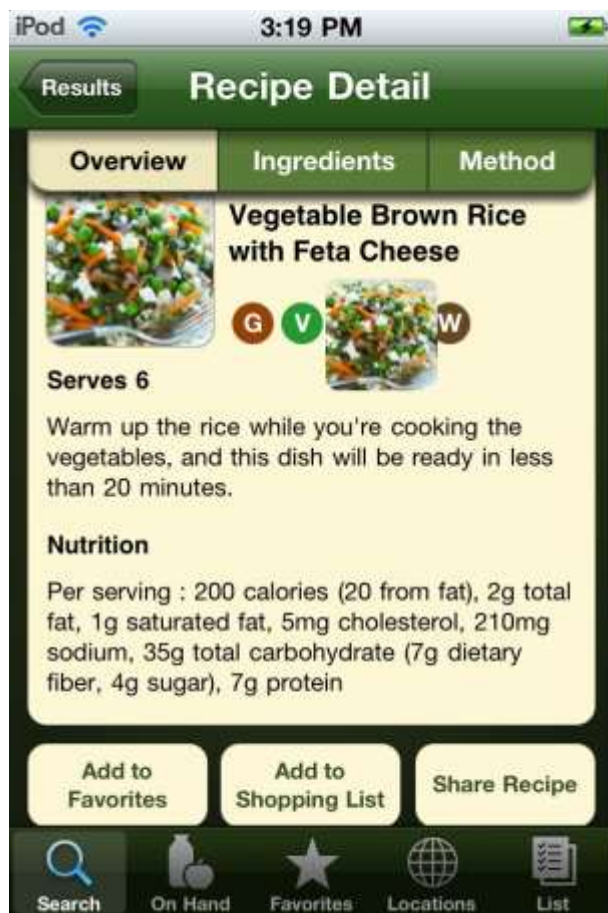 iPod 3:19 PM
Results Recipe Detail
Overview Ingredients Method
Vegetable Brown Rice
with Feta Cheese
G V W
Serves 6
Warm up the rice while you're cooking the
vegetables, and this dish will be ready in less
than 20 minutes.
Nutrition
Per serving : 200 calories (20 from fat), 2g total
fat, 1g saturated fat, 5mg cholesterol, 210mg
sodium, 35g total carbohydrate (7g dietary
fiber, 4g sugar), 7g protein
Add to
Favorites
Add to
Shopping List
Share Recipe
Search On Hand Favorites Locations List